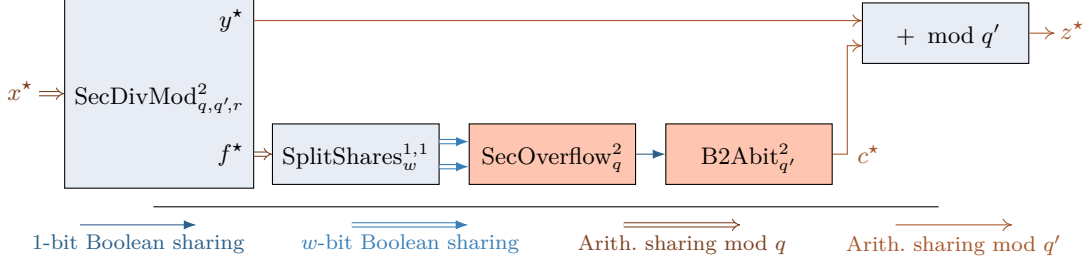 y⋆
+ mod q′
z⋆
x⋆
SecDivMod²_{q,q′,r}
f⋆
SplitShares^{1,1}_w
SecOverflow²_q
B2Abit²_{q′}
c⋆
1-bit Boolean sharing
w-bit Boolean sharing
Arith. sharing mod q
Arith. sharing mod q′